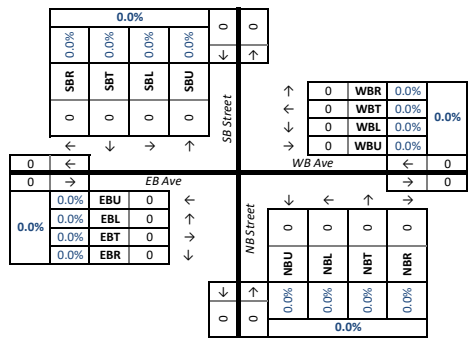 0.0%
0 0
0.0% 0.0% 0.0% 0.0%
↓ ↑
SBR SBT SBL SBU
SB Street
0 0 0 0
← ↓ → ↑
↑ 0 WBR 0.0%
← 0 WBT 0.0%
0.0%
↓ 0 WBL 0.0%
→ 0 WBU 0.0%
0 ←
WB Ave
← 0
0 →
EB Ave
→ 0
0.0% EBU 0 ←
0.0% EBL 0 ↑
0.0%
0.0% EBT 0 →
0.0% EBR 0 ↓
NB Street
↓ ← ↑ →
0 0 0 0
NBU NBL NBT NBR
↓ ↑
0.0% 0.0% 0.0% 0.0%
0 0
0.0%